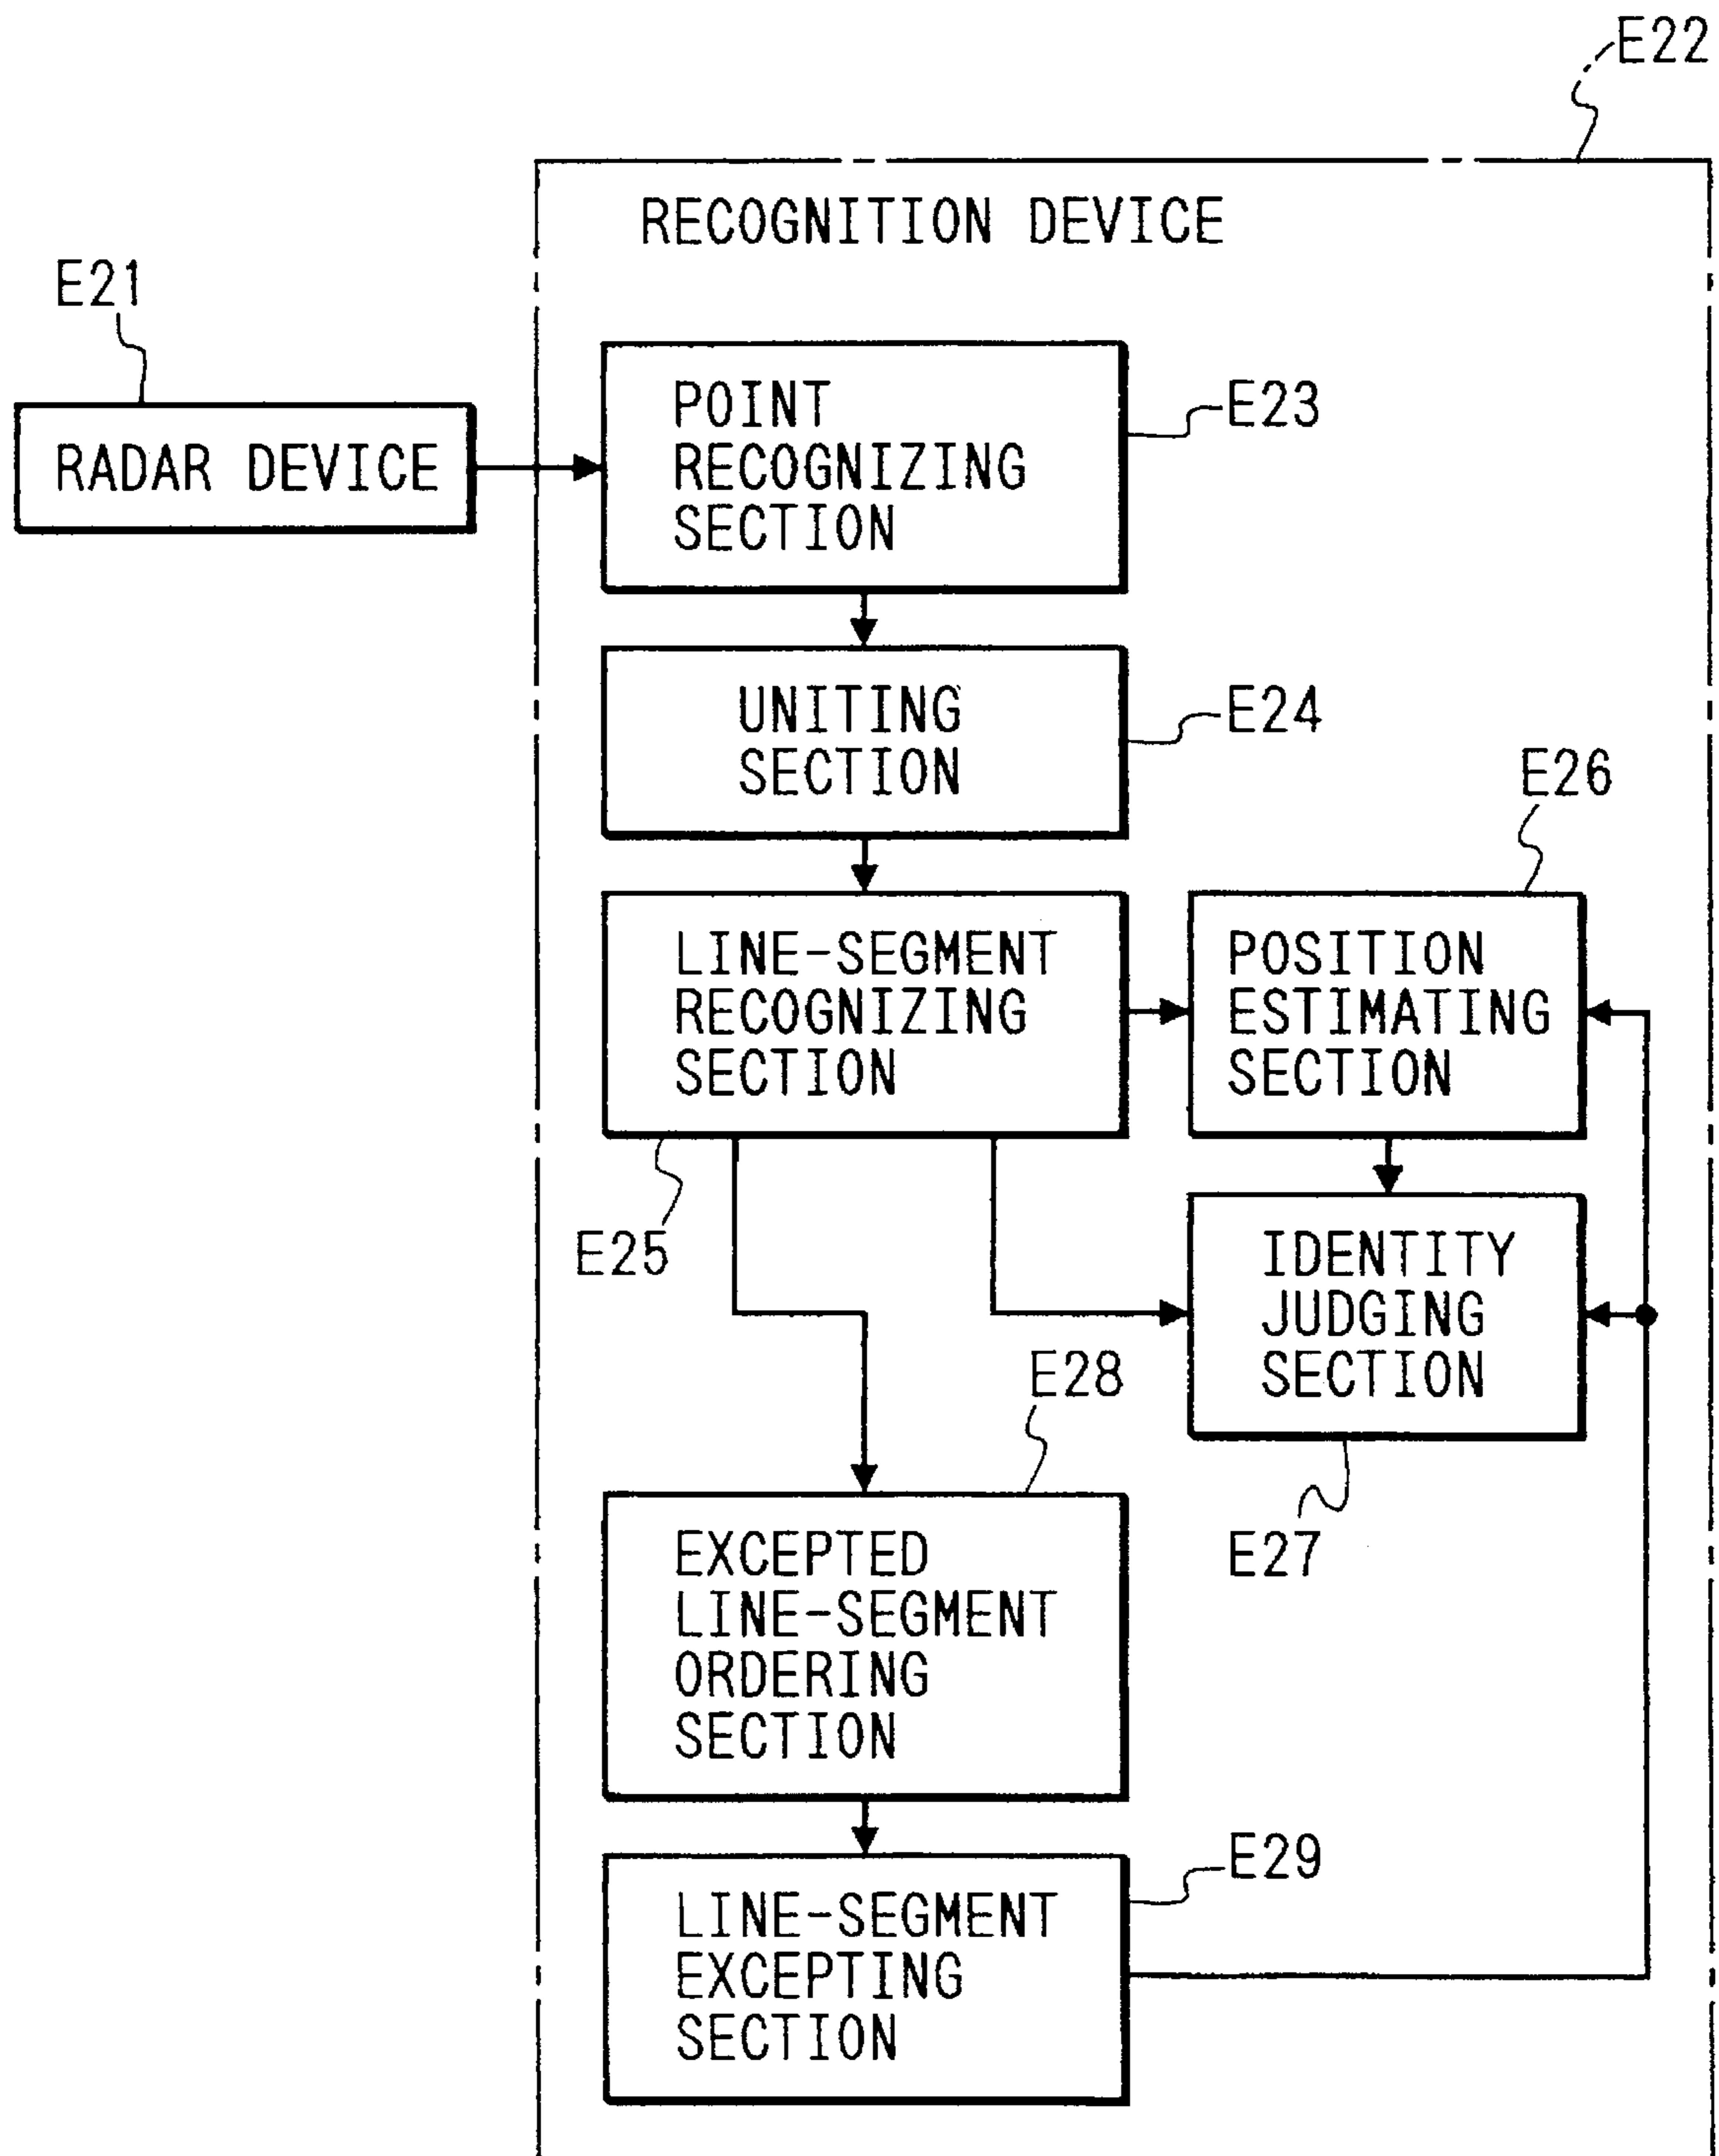 E22
RECOGNITION DEVICE
E21
RADAR DEVICE
POINT
RECOGNIZING
SECTION
E23
UNITING
SECTION
E24
LINE-SEGMENT
RECOGNIZING
SECTION
E25
E26
POSITION
ESTIMATING
SECTION
IDENTITY
JUDGING
SECTION
E27
E28
EXCEPTED
LINE-SEGMENT
ORDERING
SECTION
E29
LINE-SEGMENT
EXCEPTING
SECTION